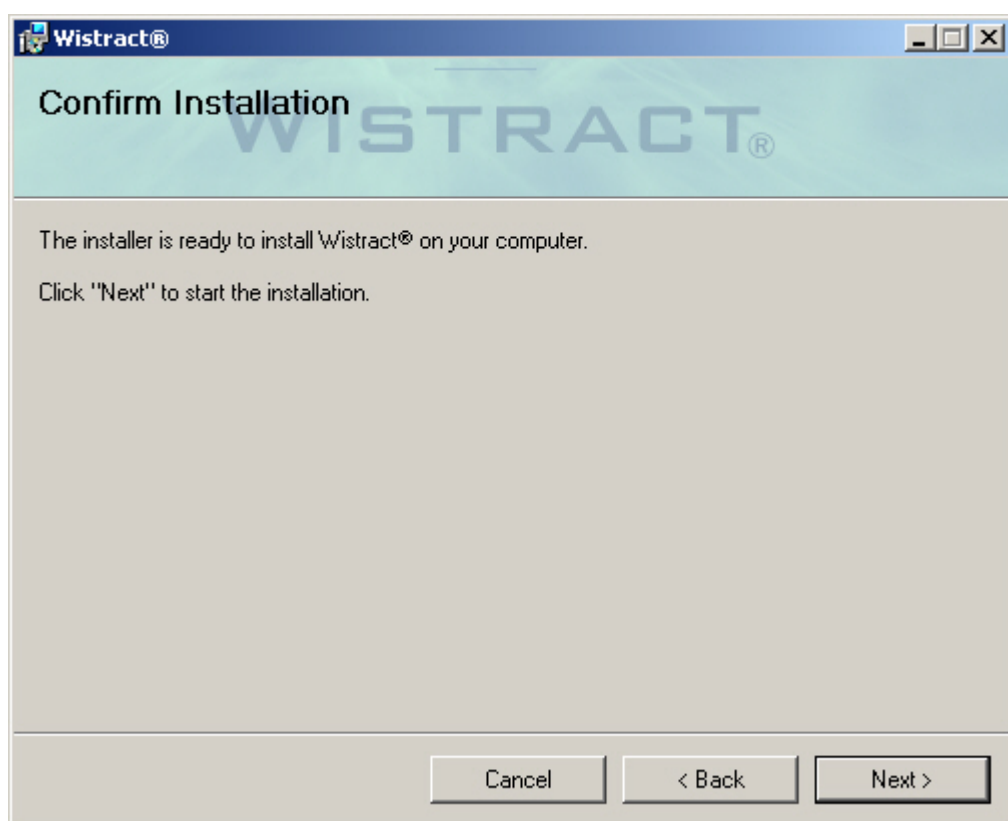 Wistract®
Confirm Installation
WISTRACT®
The installer is ready to install Wistract® on your computer.
Click "Next" to start the installation.
Cancel
< Back
Next >